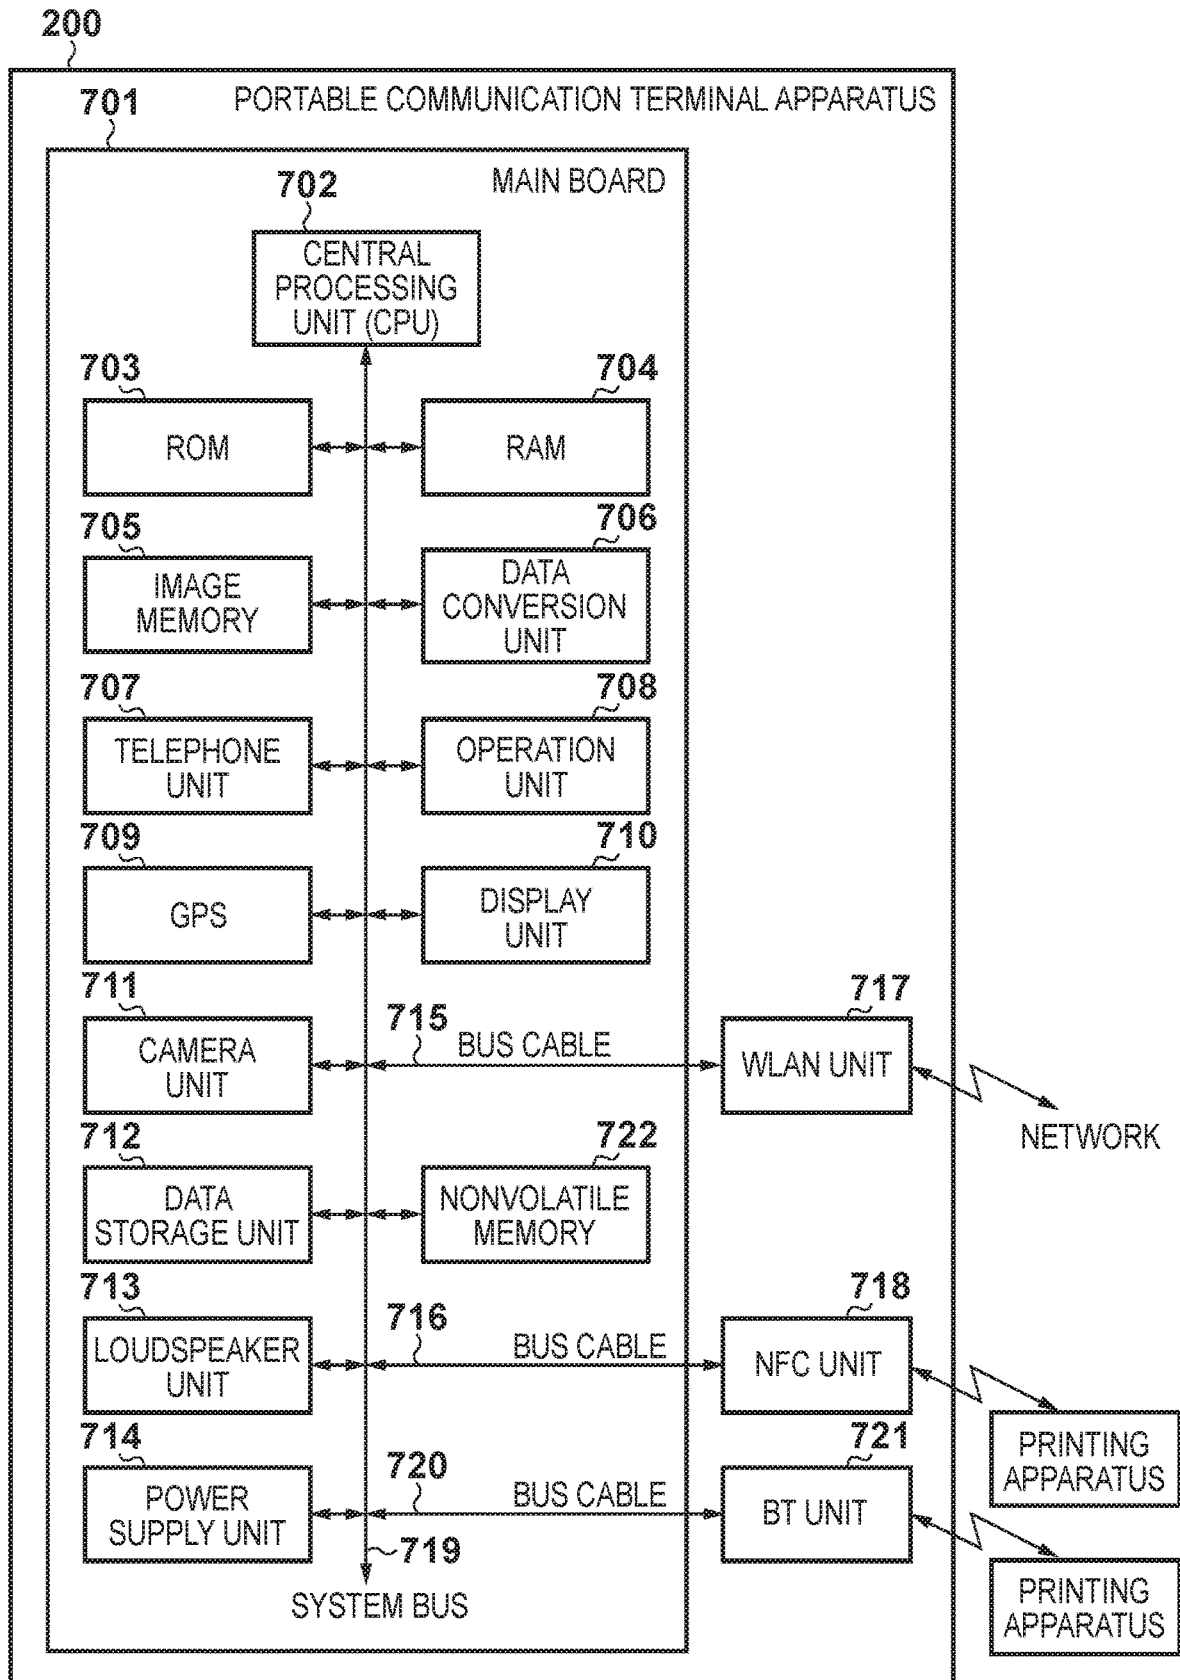 200
PORTABLE COMMUNICATION TERMINAL APPARATUS
701
MAIN BOARD
702
CENTRAL
PROCESSING
UNIT (CPU)
703
ROM
704
RAM
705
IMAGE
MEMORY
706
DATA
CONVERSION
UNIT
707
TELEPHONE
UNIT
708
OPERATION
UNIT
709
GPS
710
DISPLAY
UNIT
711
CAMERA
UNIT
715
BUS CABLE
717
WLAN UNIT
NETWORK
712
DATA
STORAGE UNIT
722
NONVOLATILE
MEMORY
713
LOUDSPEAKER
UNIT
716
BUS CABLE
718
NFC UNIT
PRINTING
APPARATUS
714
POWER
SUPPLY UNIT
720
BUS CABLE
721
BT UNIT
PRINTING
APPARATUS
719
SYSTEM BUS